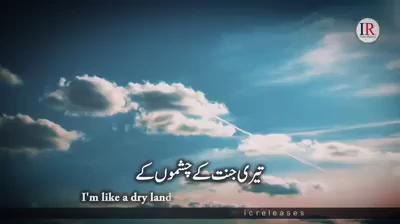 IR
تیری جنت کے چشموں کے
I'm like a dry land
icreleases